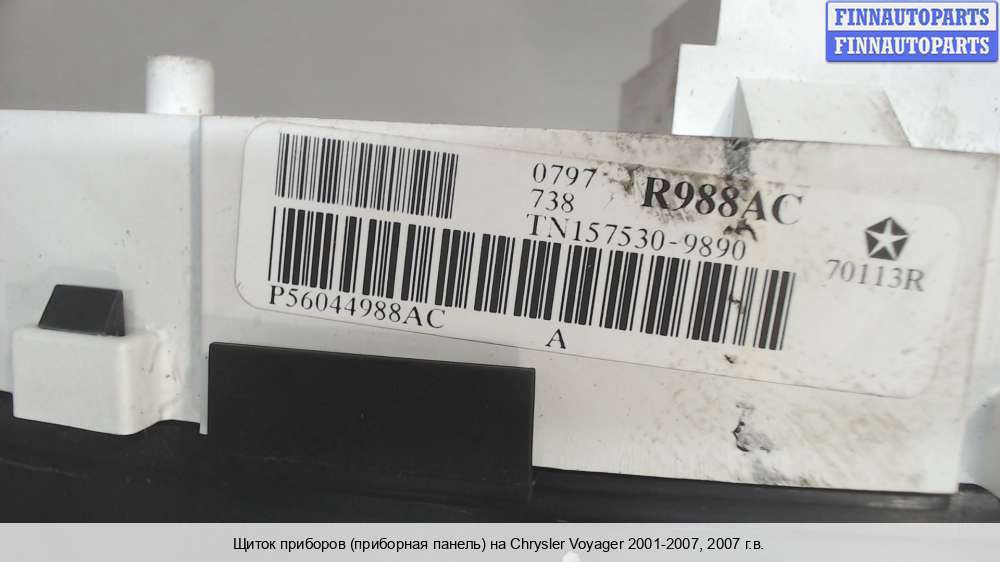 FINNAUTOPARTS
FINNAUTOPARTS
0797
738
R988AC
TN157530-9890
70113R
P56044988AC
A
Щиток приборов (приборная панель) на Chrysler Voyager 2001-2007, 2007 г.в.